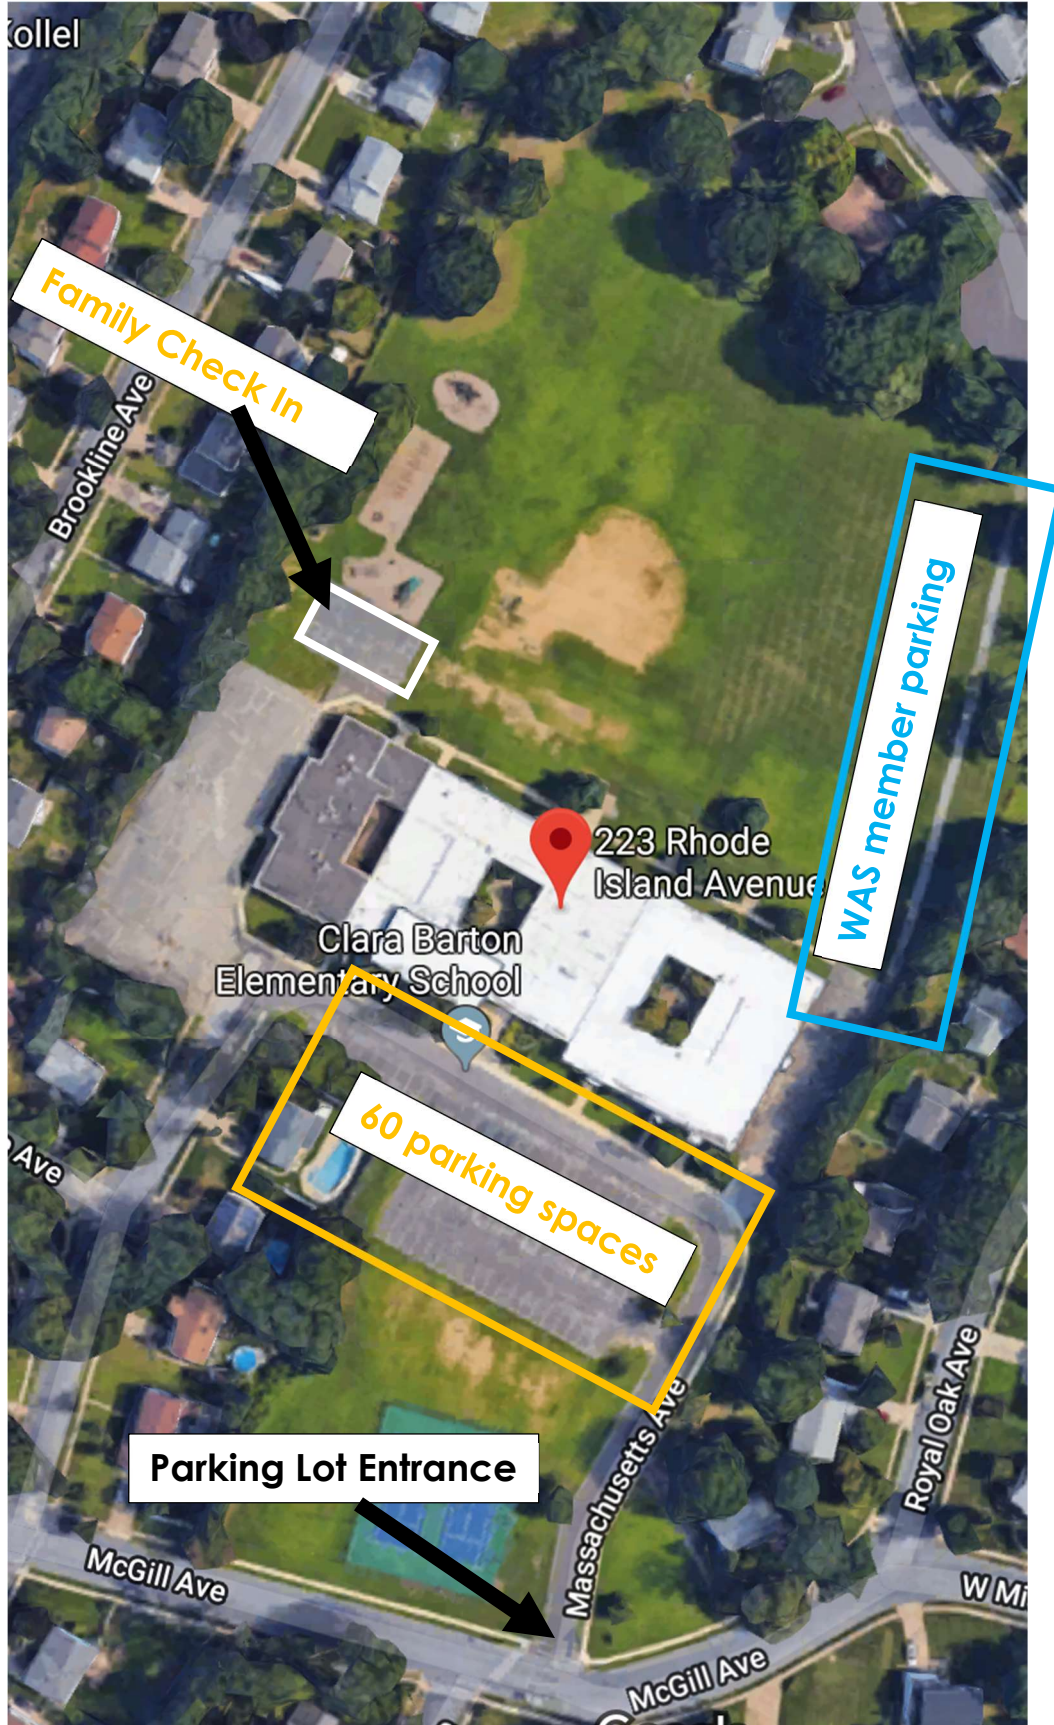 Kollel
Family Check In
Brookline Ave
WAS member parking
223 Rhode
Island Avenue
Clara Barton
Elementary School
60 parking spaces
Ave
Massachusetts Ave
Royal Oak Ave
Parking Lot Entrance
McGill Ave
W Mi
McGill Ave